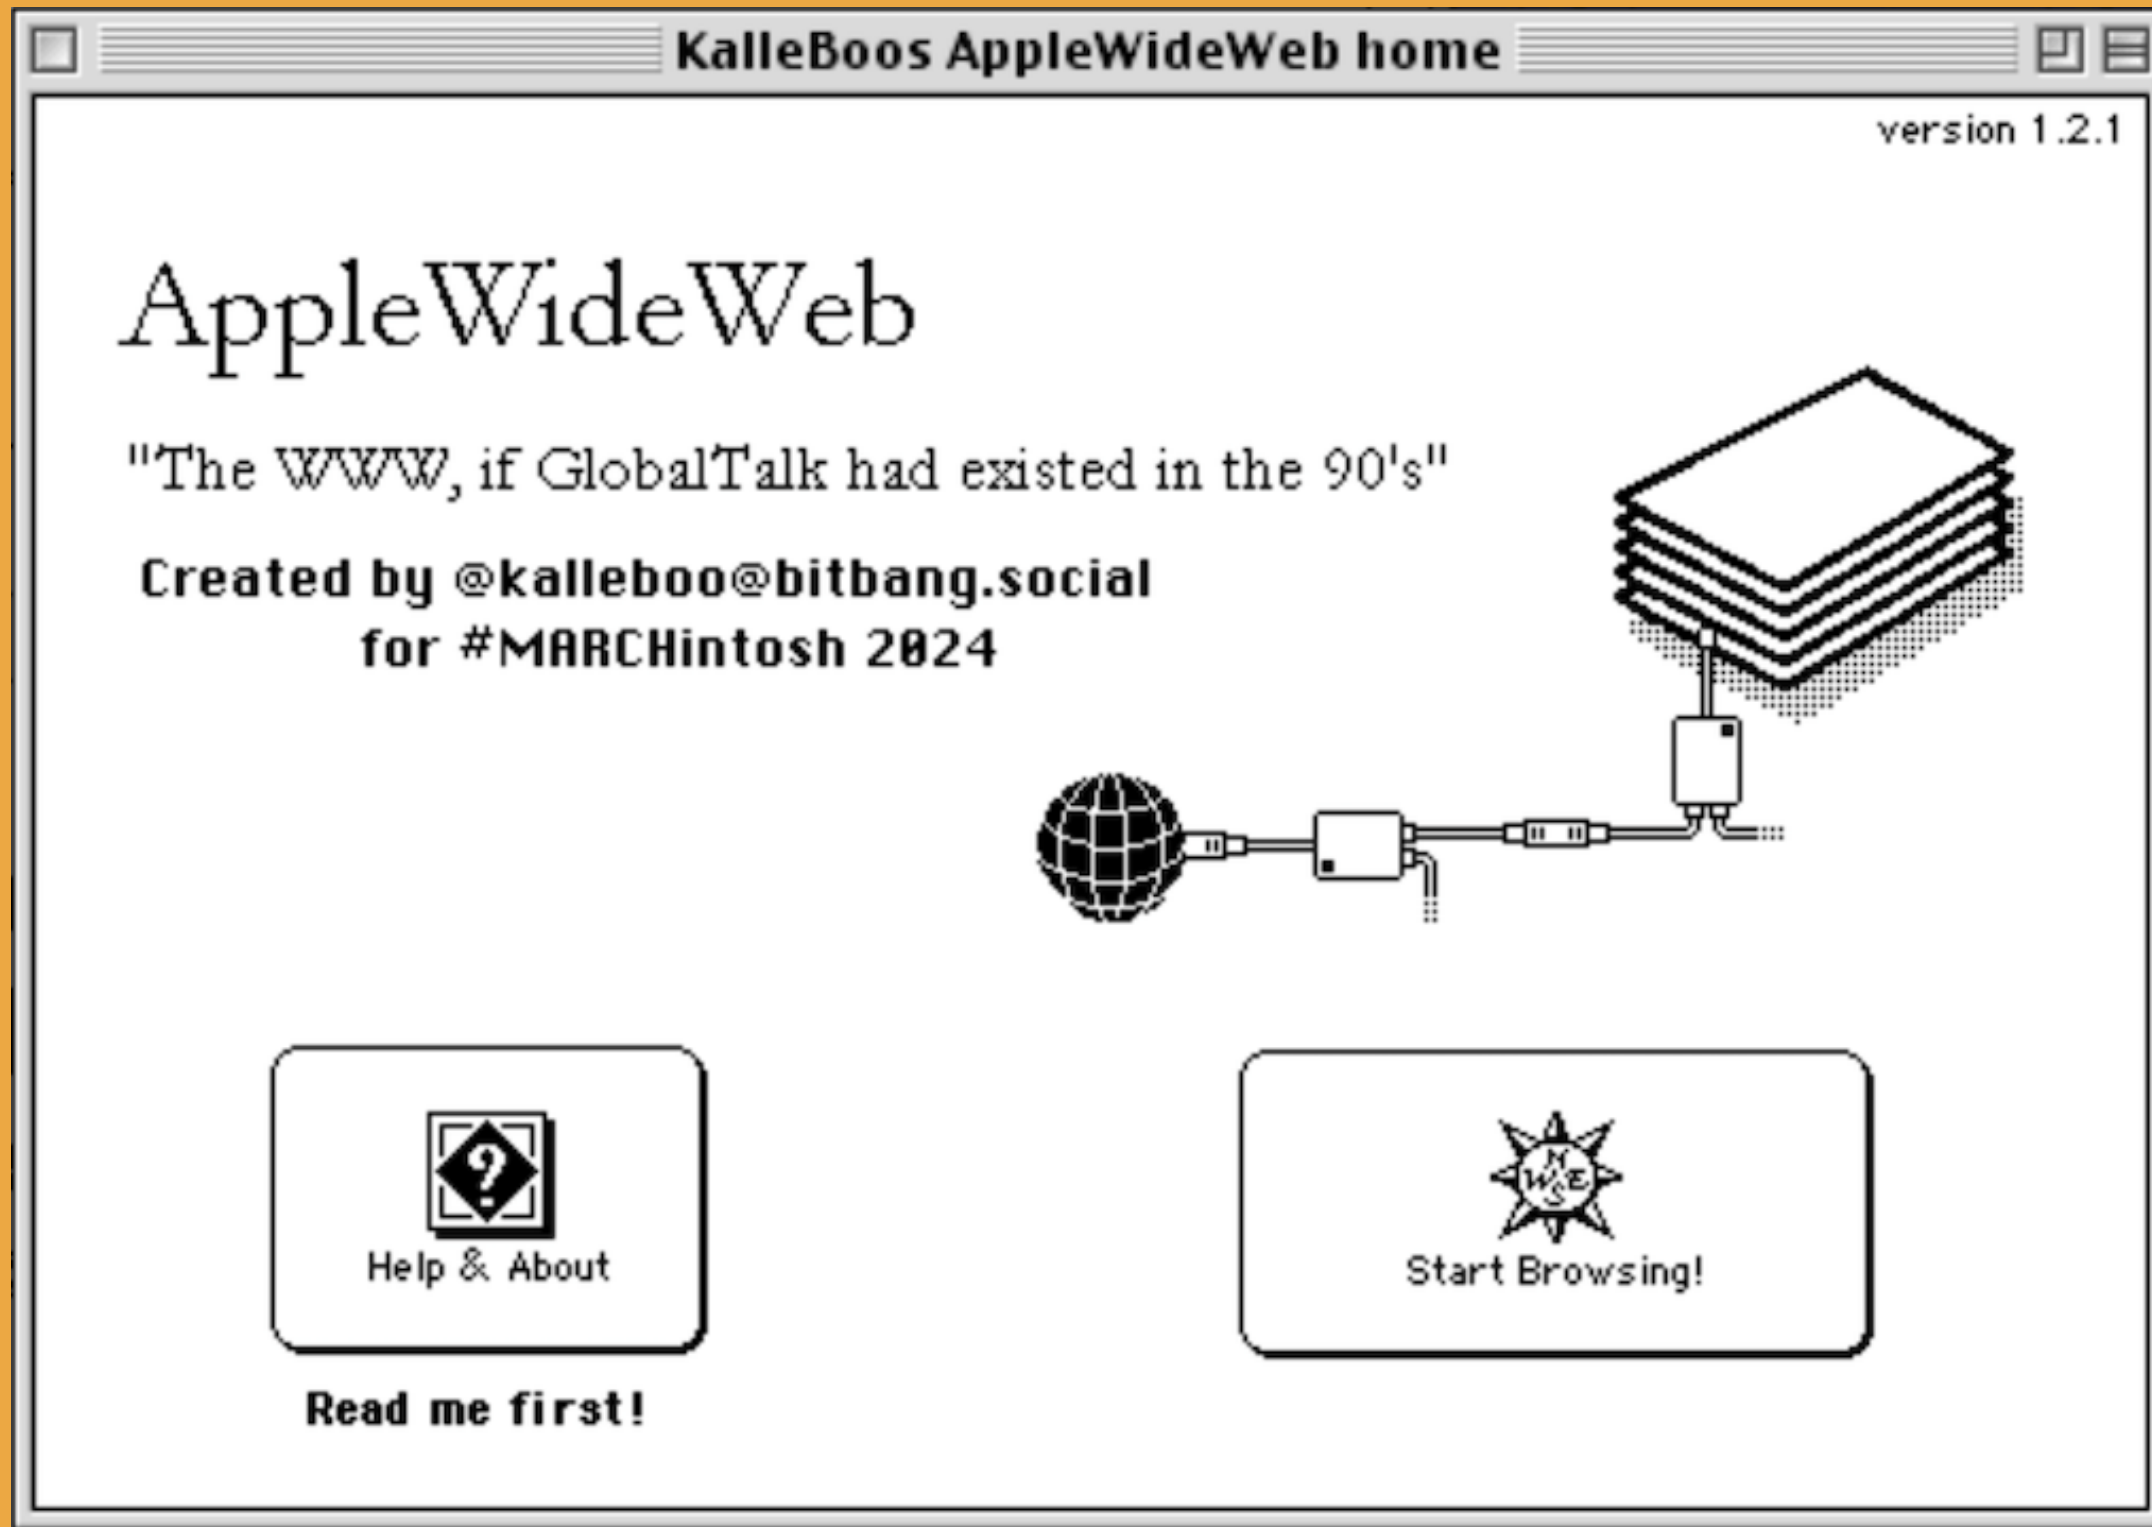 KalleBoos AppleWideWeb home
version 1.2.1
AppleWideWeb
"The WWW, if GlobalTalk had existed in the 90's"
Created by @kalleboo@bitbang.social
for #MARCHintosh 2024
?
N
W E
S
Help & About
Start Browsing!
Read me first!